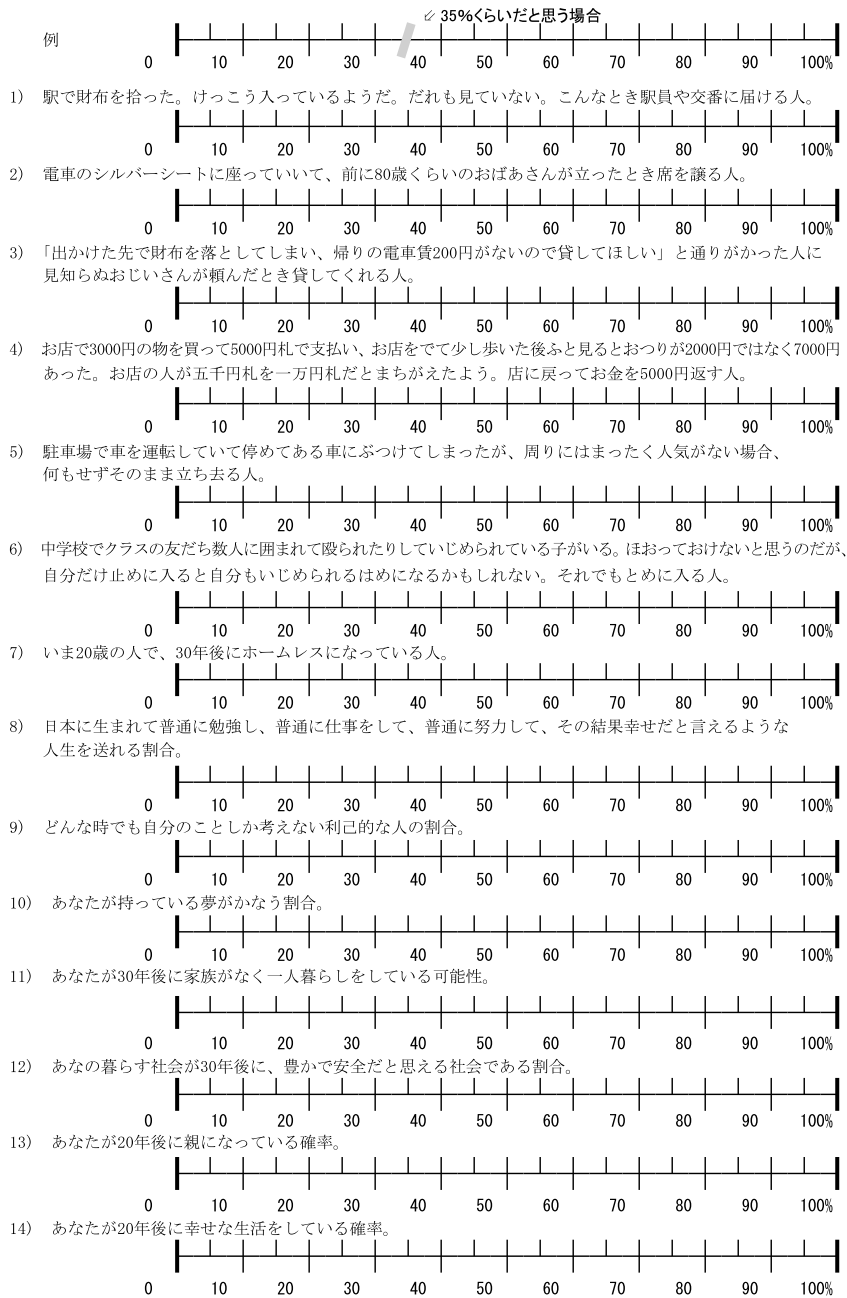 ⇙ 35%くらいだと思う場合
例
0 10 20 30 40 50 60 70 80 90 100%
1) 駅で財布を拾った。けっこう入っているようだ。だれも見ていない。こんなとき駅員や交番に届ける人。
0 10 20 30 40 50 60 70 80 90 100%
2) 電車のシルバーシートに座っていいて、前に80歳くらいのおばあさんが立ったとき席を譲る人。
0 10 20 30 40 50 60 70 80 90 100%
3) 「出かけた先で財布を落としてしまい、帰りの電車賃200円がないので貸してほしい」と通りがかった人に
見知らぬおじいさんが頼んだとき貸してくれる人。
0 10 20 30 40 50 60 70 80 90 100%
4) お店で3000円の物を買って5000円札で支払い、お店をでて少し歩いた後ふと見るとおつりが2000円ではなく7000円
あった。お店の人が五千円札を一万円札だとまちがえたよう。店に戻ってお金を5000円返す人。
0 10 20 30 40 50 60 70 80 90 100%
5) 駐車場で車を運転していて停めてある車にぶつけてしまったが、周りにはまったく人気がない場合、
何もせずそのまま立ち去る人。
0 10 20 30 40 50 60 70 80 90 100%
6) 中学校でクラスの友だち数人に囲まれて殴られたりしていじめられている子がいる。ほおっておけないと思うのだが、
自分だけ止めに入ると自分もいじめられるはめになるかもしれない。それでもとめに入る人。
0 10 20 30 40 50 60 70 80 90 100%
7) いま20歳の人で、30年後にホームレスになっている人。
0 10 20 30 40 50 60 70 80 90 100%
8) 日本に生まれて普通に勉強し、普通に仕事をして、普通に努力して、その結果幸せだと言えるような
人生を送れる割合。
0 10 20 30 40 50 60 70 80 90 100%
9) どんな時でも自分のことしか考えない利己的な人の割合。
0 10 20 30 40 50 60 70 80 90 100%
10) あなたが持っている夢がかなう割合。
0 10 20 30 40 50 60 70 80 90 100%
11) あなたが30年後に家族がなく一人暮らしをしている可能性。
0 10 20 30 40 50 60 70 80 90 100%
12) あなの暮らす社会が30年後に、豊かで安全だと思える社会である割合。
0 10 20 30 40 50 60 70 80 90 100%
13) あなたが20年後に親になっている確率。
0 10 20 30 40 50 60 70 80 90 100%
14) あなたが20年後に幸せな生活をしている確率。
0 10 20 30 40 50 60 70 80 90 100%